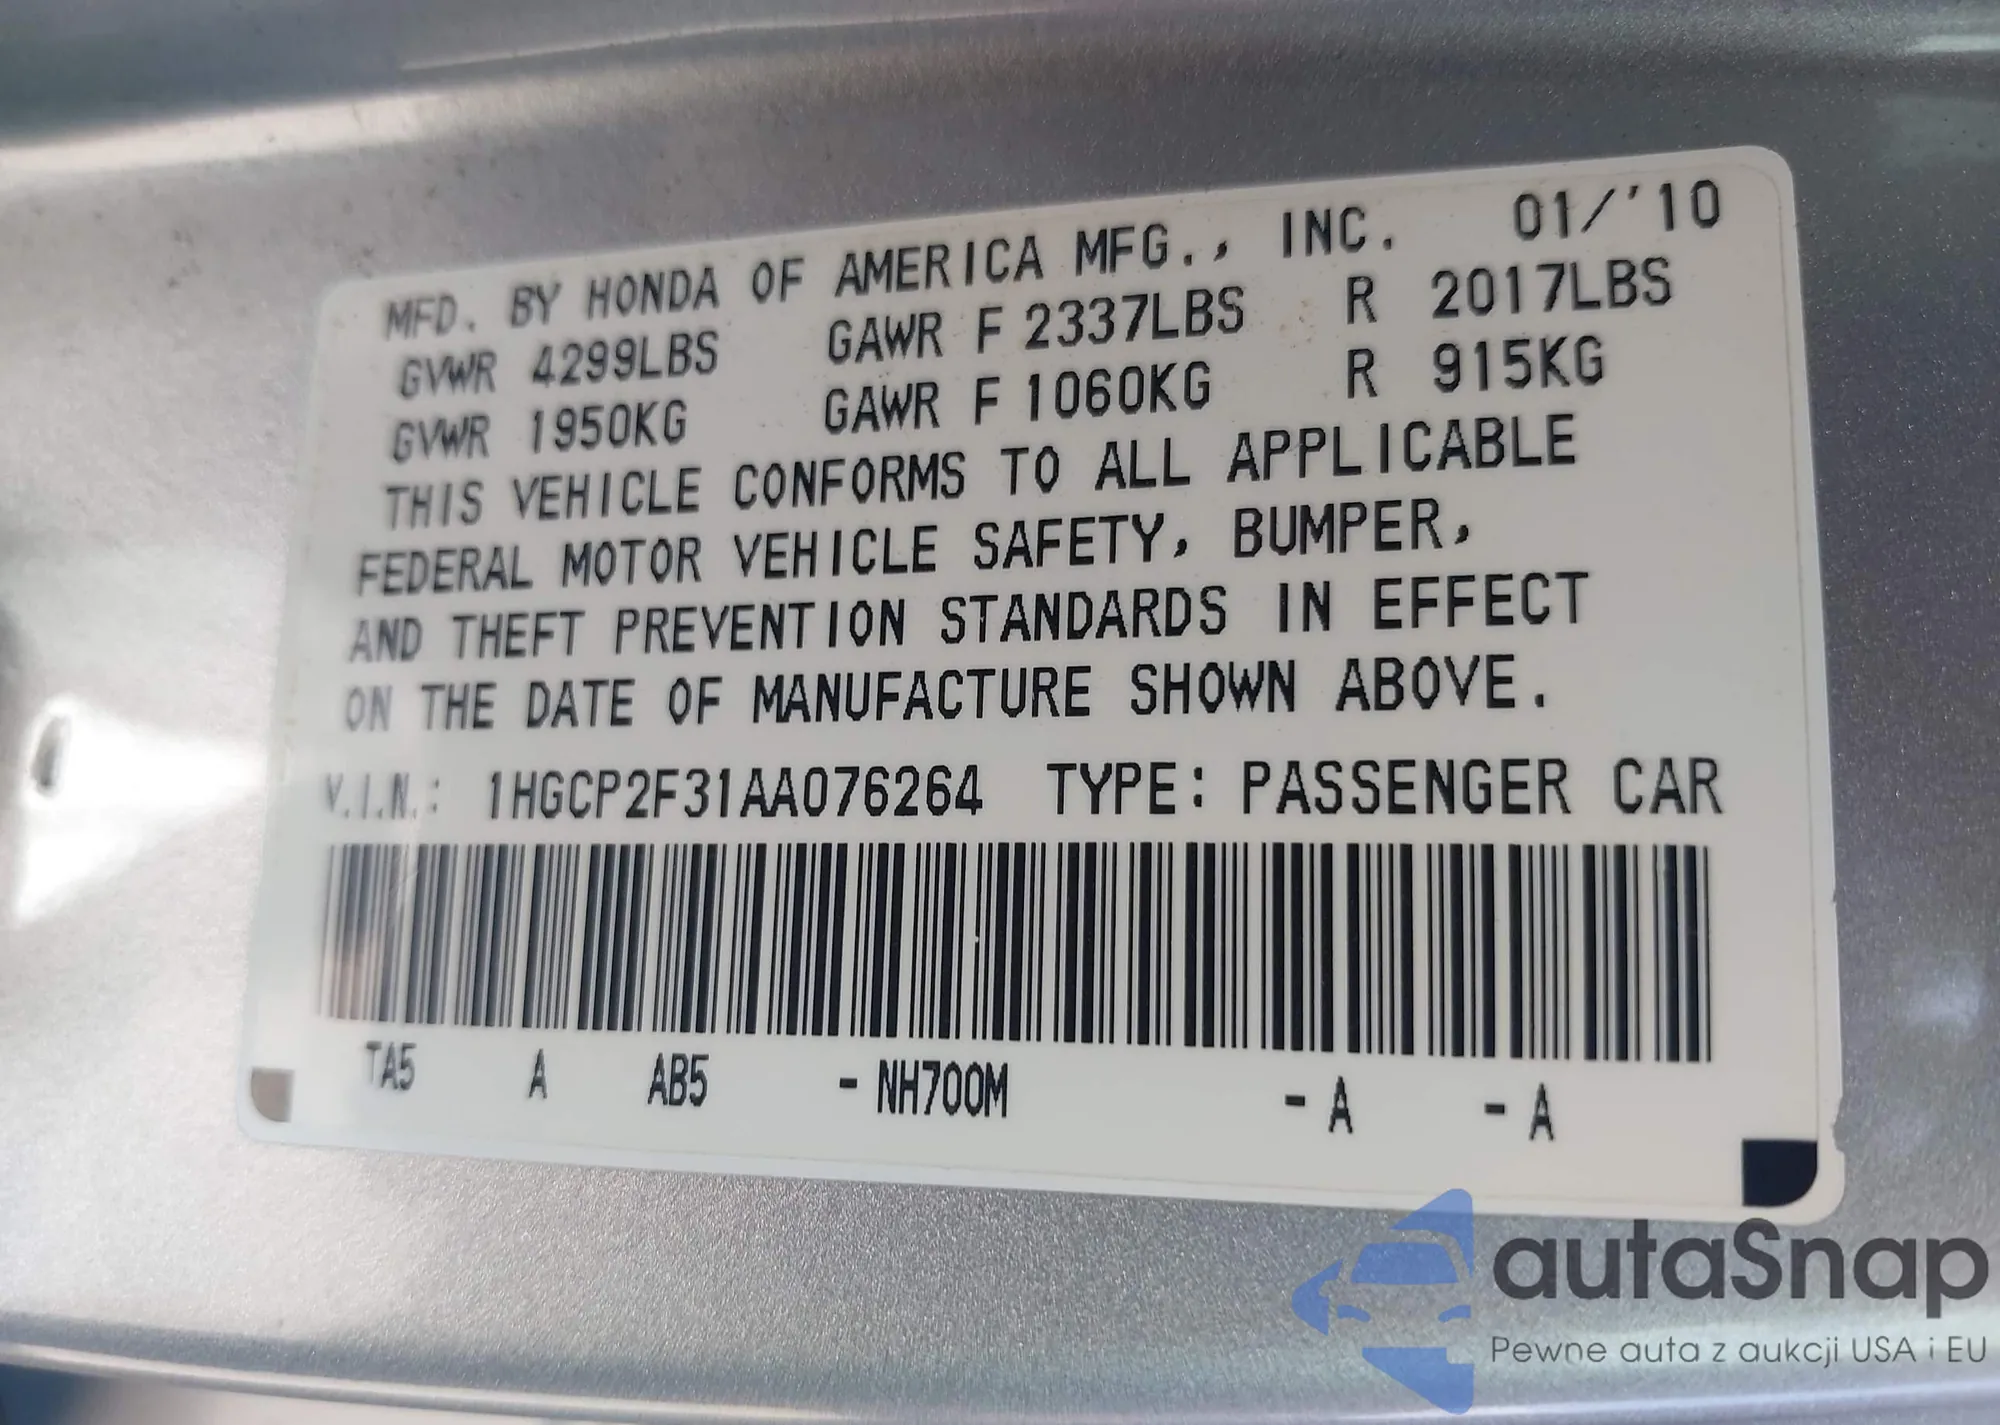 MFD. BY HONDA OF AMERICA MFG., INC. 01/'10
GVWR 4299LBS GAWR F 2337LBS R 2017LBS
GVWR 1950KG GAWR F 1060KG R 915KG
THIS VEHICLE CONFORMS TO ALL APPLICABLE
FEDERAL MOTOR VEHICLE SAFETY, BUMPER,
AND THEFT PREVENTION STANDARDS IN EFFECT
ON THE DATE OF MANUFACTURE SHOWN ABOVE.
V.I.N.: 1HGCP2F31AA076264 TYPE: PASSENGER CAR
TA5 A AB5 - NH700M - A - A
autaSnap
Pewne auta z aukcji USA i EU